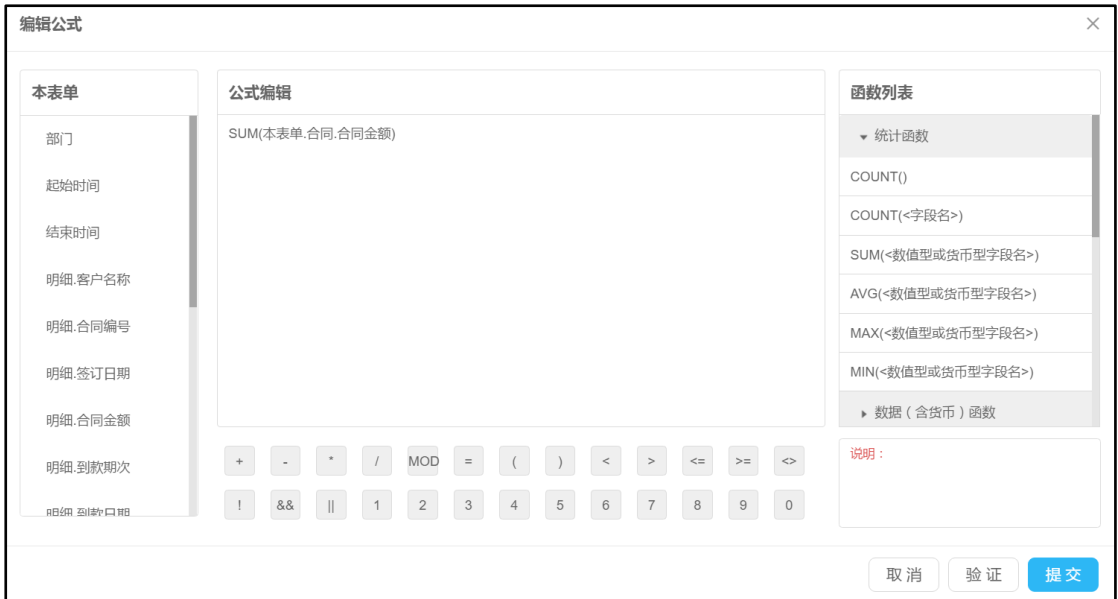 编辑公式
本表单
部门
起始时间
结束时间
明细.客户名称
明细.合同编号
明细.签订日期
明细.合同金额
明细.到款期次
明细.到款日期
公式编辑
SUM(本表单.合同.合同金额)
+ - * / MOD = ( ) < > <= >= <>
! && || 1 2 3 4 5 6 7 8 9 0
函数列表
统计函数
COUNT()
COUNT(<字段名>)
SUM(<数值型或货币型字段名>)
AVG(<数值型或货币型字段名>)
MAX(<数值型或货币型字段名>)
MIN(<数值型或货币型字段名>)
数据（含货币）函数
说明：
取 消 验 证 提 交